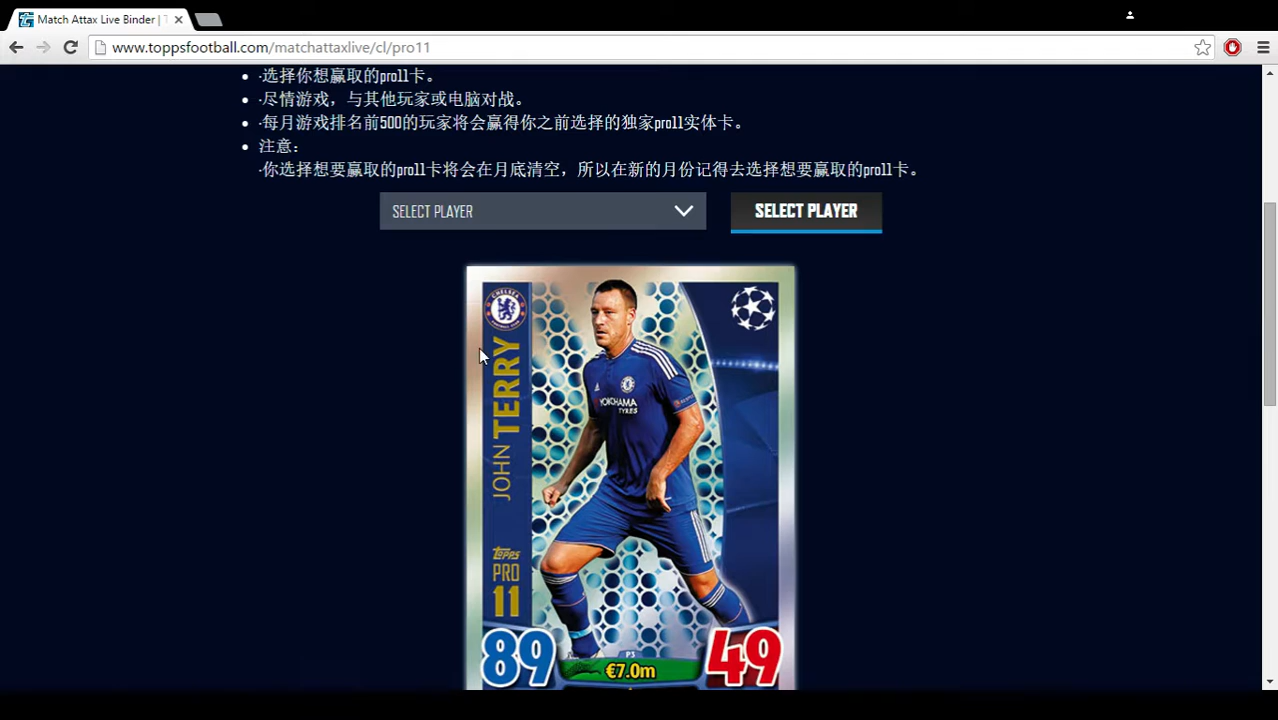 Match Attax Live Binder | T
www.toppsfootball.com/matchattaxlive/cl/pro11
·选择你想赢取的pro11卡。
·尽情游戏，与其他玩家或电脑对战。
·每月游戏排名前500的玩家将会赢得你之前选择的独家pro11实体卡。
注意：
·你选择想要赢取的pro11卡将会在月底清空，所以在新的月份记得去选择想要赢取的pro11卡。
SELECT PLAYER
SELECT PLAYER
CHELSEA
JOHN TERRY
YOKOHAMA
TYRES
Topps
PRO
11
89
P3
€7.0m
49